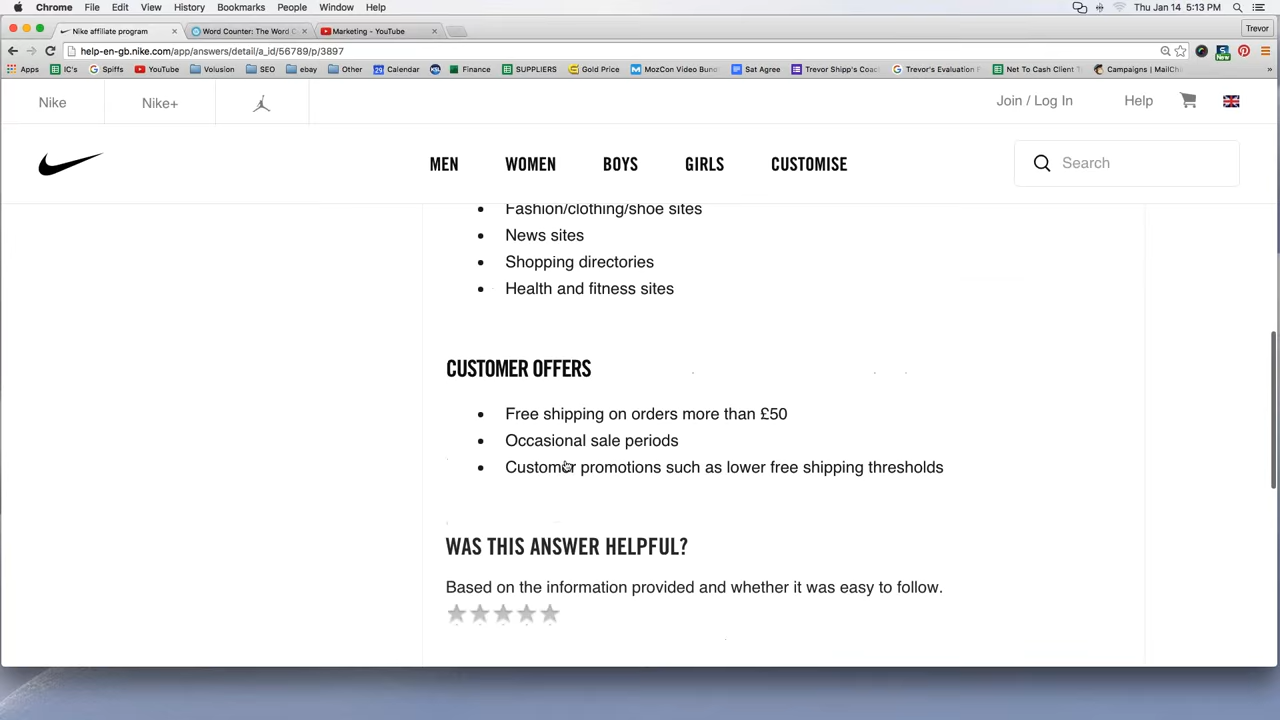 Chrome File Edit View History Bookmarks People Window Help Thu Jan 14 5:13 PM
Nike affiliate program Word Counter: The Word C Marketing - YouTube Trevor
help-en-gb.nike.com/app/answers/detail/a_id/56789/p/3897
Apps IC's Spiffs YouTube Volusion SEO ebay Other 29 Calendar KSL Finance SUPPLIERS Gold Price MozCon Video Bun Sat Agree Trevor Shipp's Coac Trevor's Evaluation F Net To Cash Client T Campaigns | MailChi »
Nike Nike+ Join / Log In Help
MEN WOMEN BOYS GIRLS CUSTOMISE Search
• Fashion/clothing/shoe sites
• News sites
• Shopping directories
• Health and fitness sites
CUSTOMER OFFERS
• Free shipping on orders more than £50
• Occasional sale periods
• Customer promotions such as lower free shipping thresholds
WAS THIS ANSWER HELPFUL?
Based on the information provided and whether it was easy to follow.